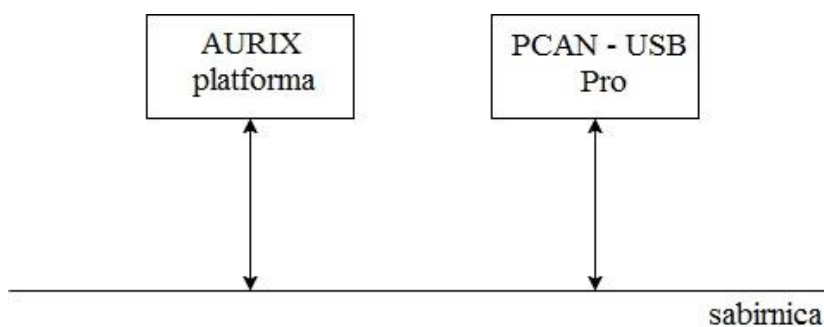 AURIX
platforma
PCAN - USB
Pro
sabirnica